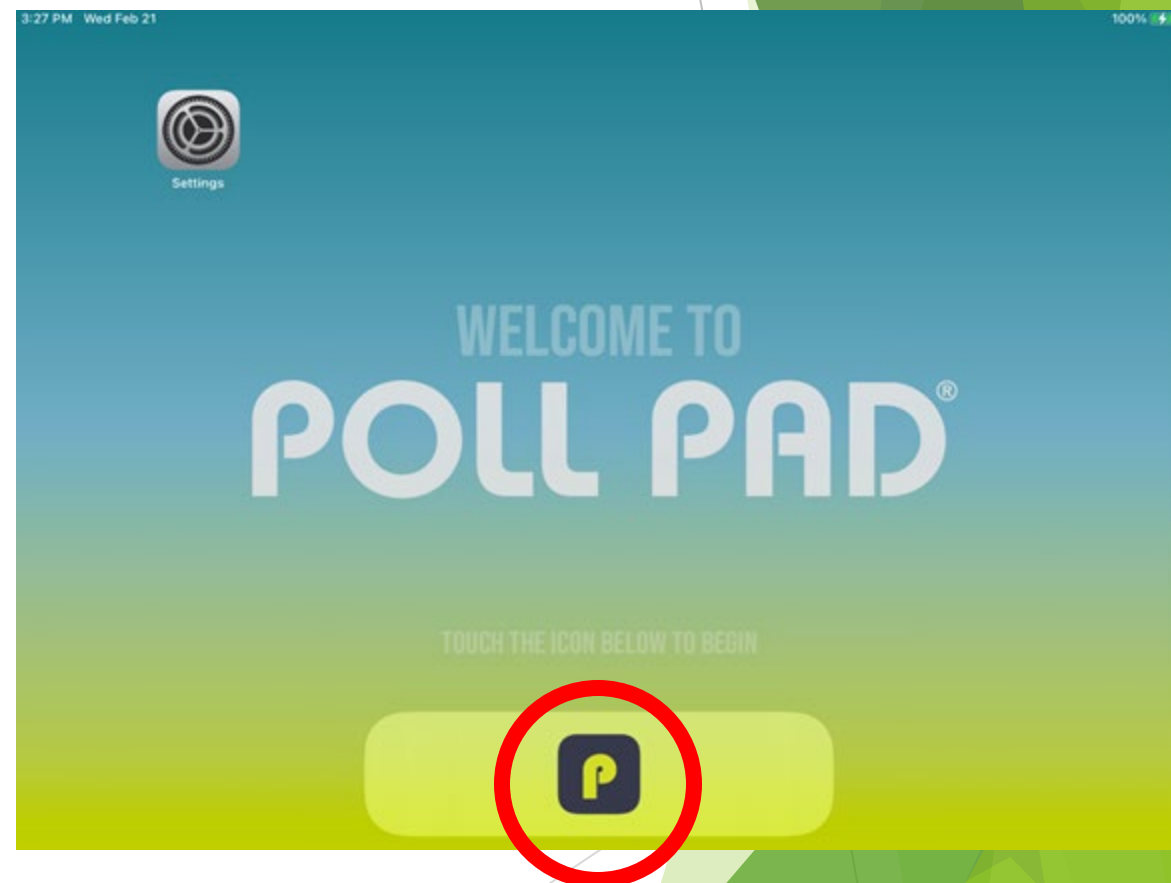 3:27 PM Wed Feb 21
100%
Settings
WELCOME TO
POLL PAD®
TOUCH THE ICON BELOW TO BEGIN
P